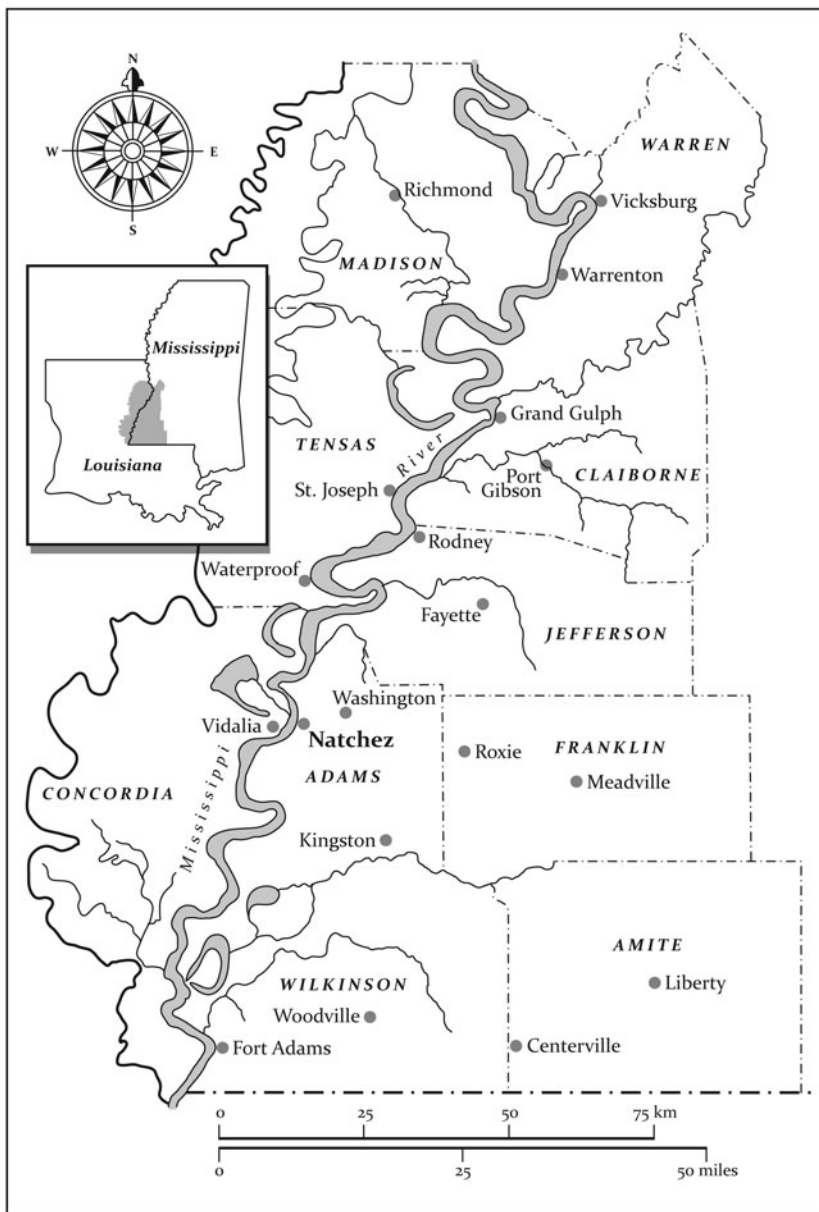 N
W
E
S
WARREN
Richmond
Vicksburg
MADISON
Warrenton
Mississippi
Louisiana
Grand Gulph
TENSAS
River
Port
Gibson
CLAIBORNE
St. Joseph
Rodney
Waterproof
Fayette
JEFFERSON
Washington
Vidalia
Natchez
Roxie
FRANKLIN
Meadville
ADAMS
CONCORDIA
Mississippi
Kingston
AMITE
WILKINSON
Liberty
Woodville
Fort Adams
Centerville
0 25 50 75 km
0 25 50 miles